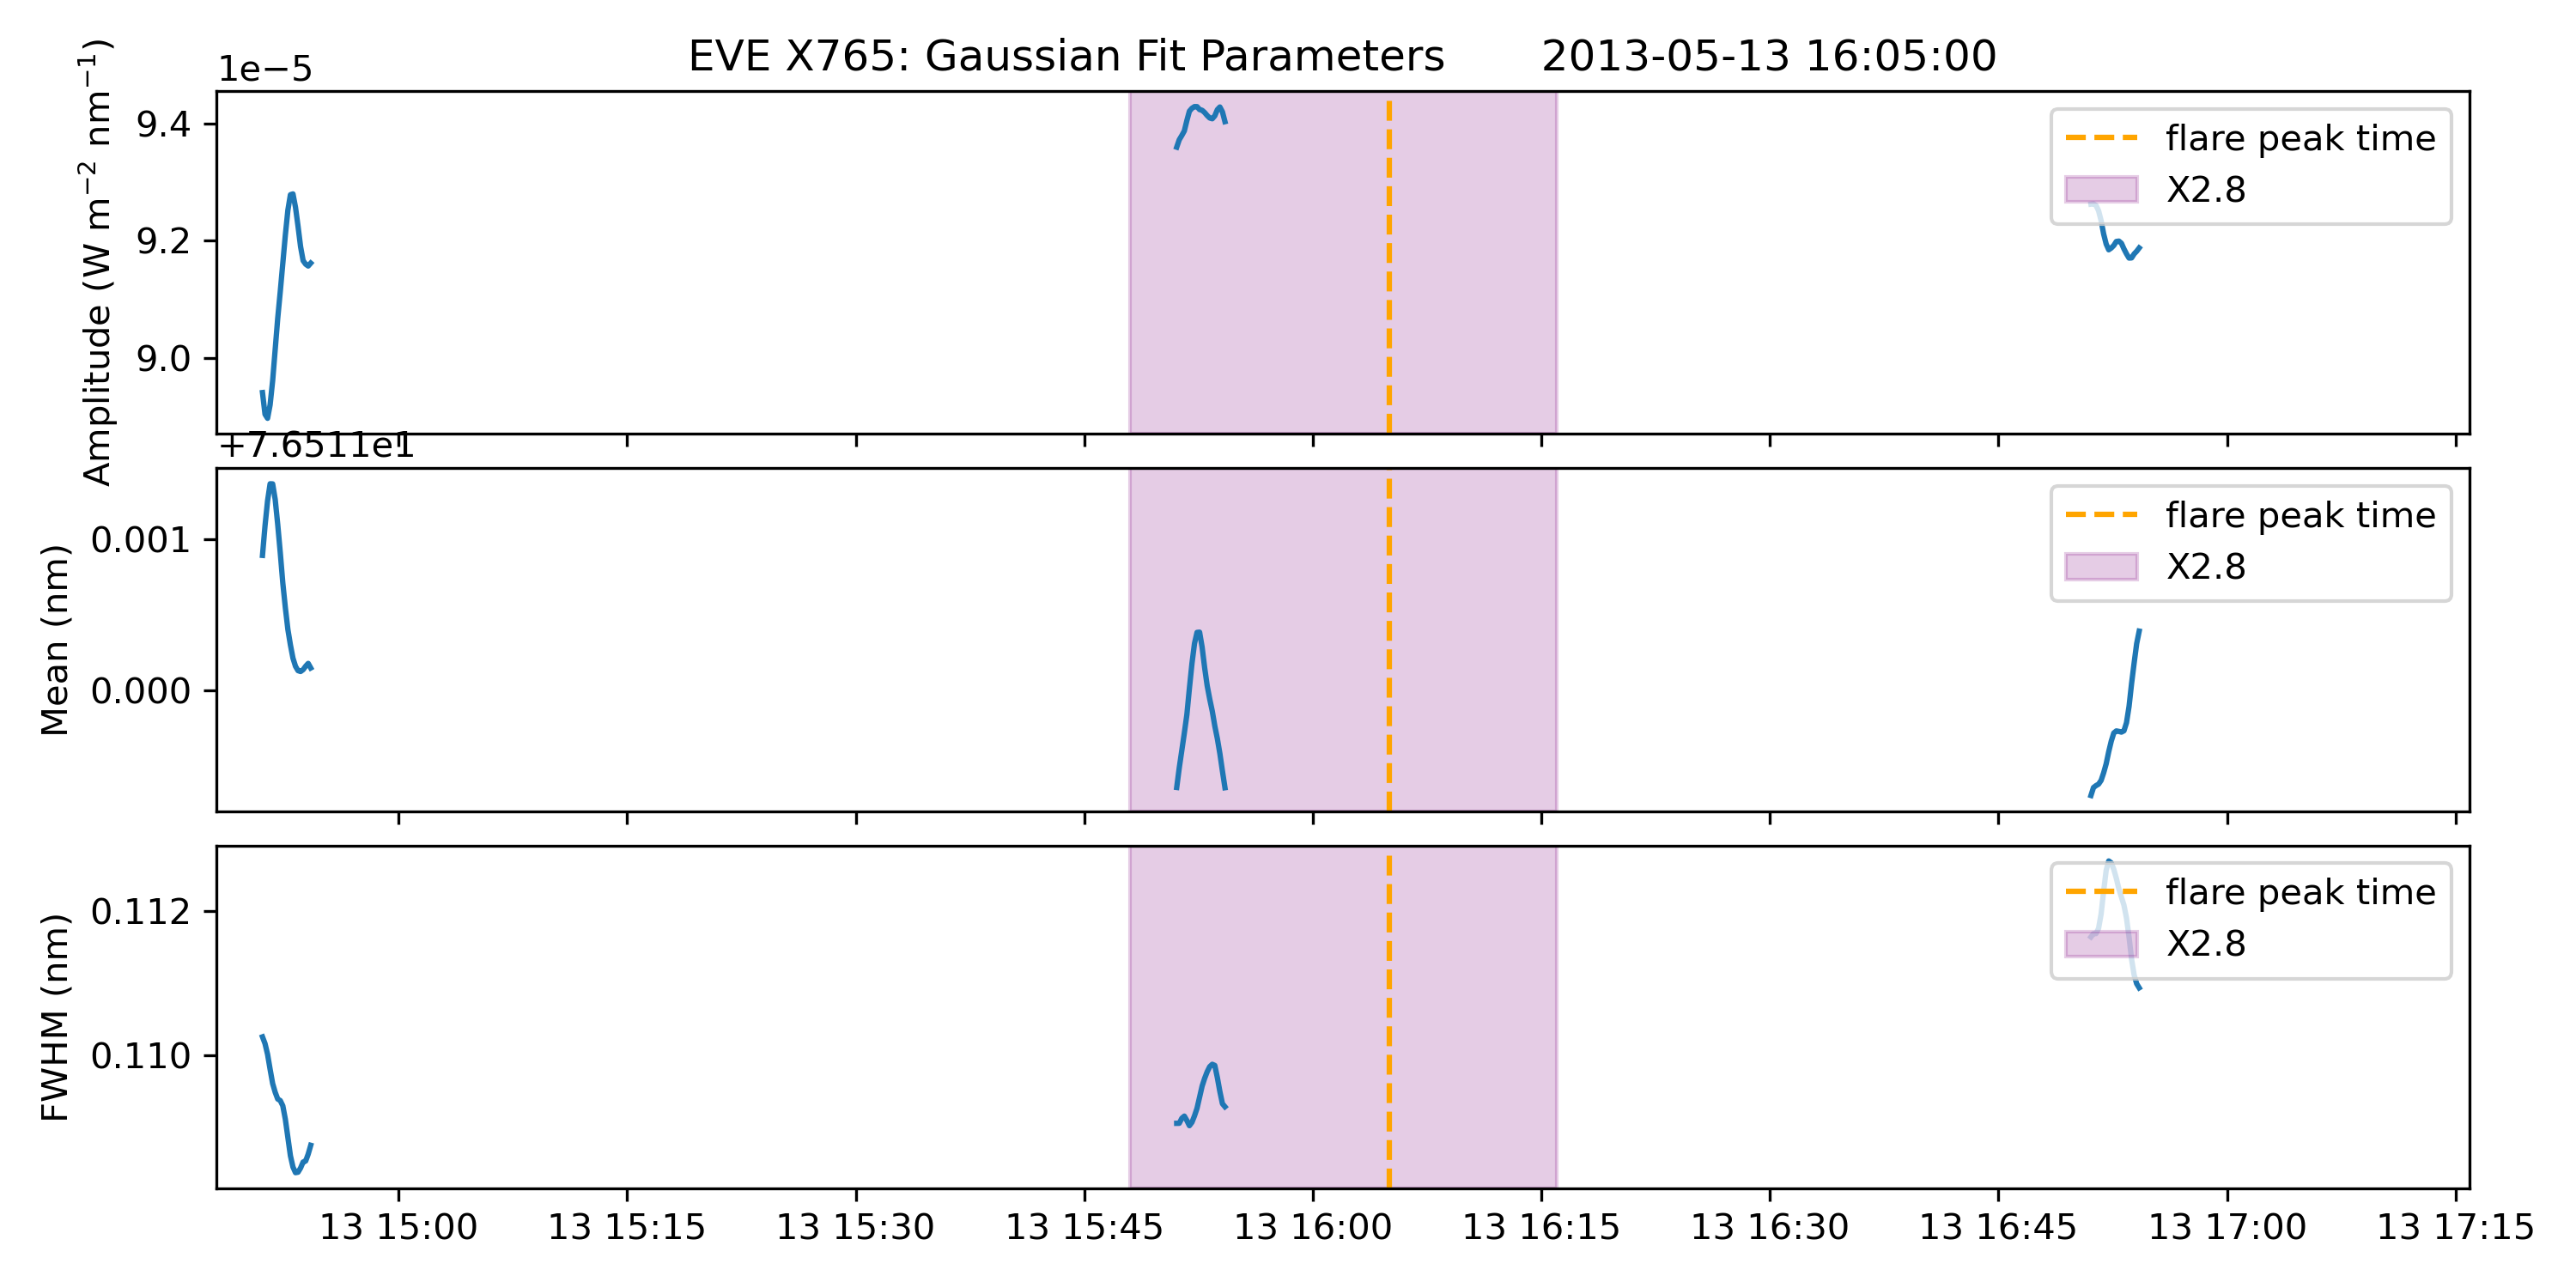 EVE X765: Gaussian Fit Parameters 2013-05-13 16:05:00
1e−5
Amplitude (W m⁻² nm⁻¹)
9.4
9.2
9.0
flare peak time
X2.8
+7.6511e1
Mean (nm)
0.001
0.000
flare peak time
X2.8
FWHM (nm)
0.112
0.110
flare peak time
X2.8
13 15:00 13 15:15 13 15:30 13 15:45 13 16:00 13 16:15 13 16:30 13 16:45 13 17:00 13 17:15